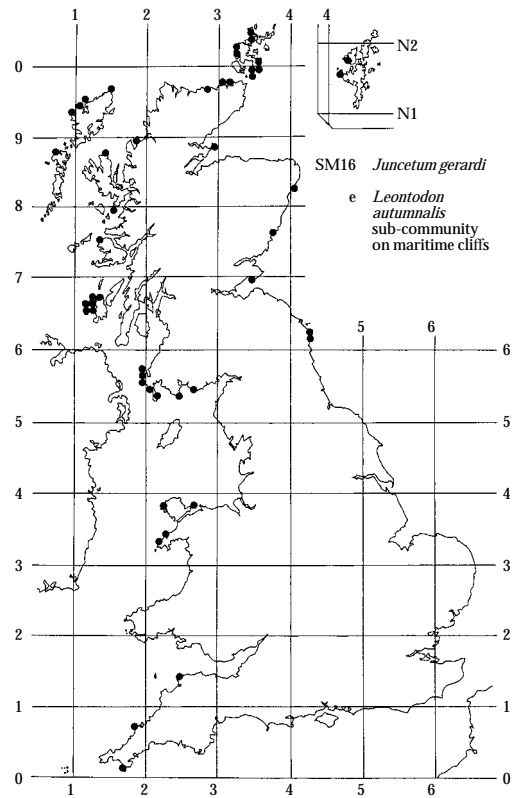 1 2 3 4 4
N2
0 N1
9
SM16 Juncetum gerardi
8 e Leontodon
autumnalis
sub-community
on maritime cliffs
7
5 6
6 6
5 5
4 4
3 3
2 2
1 1
0 0
1 2 3 4 5 6